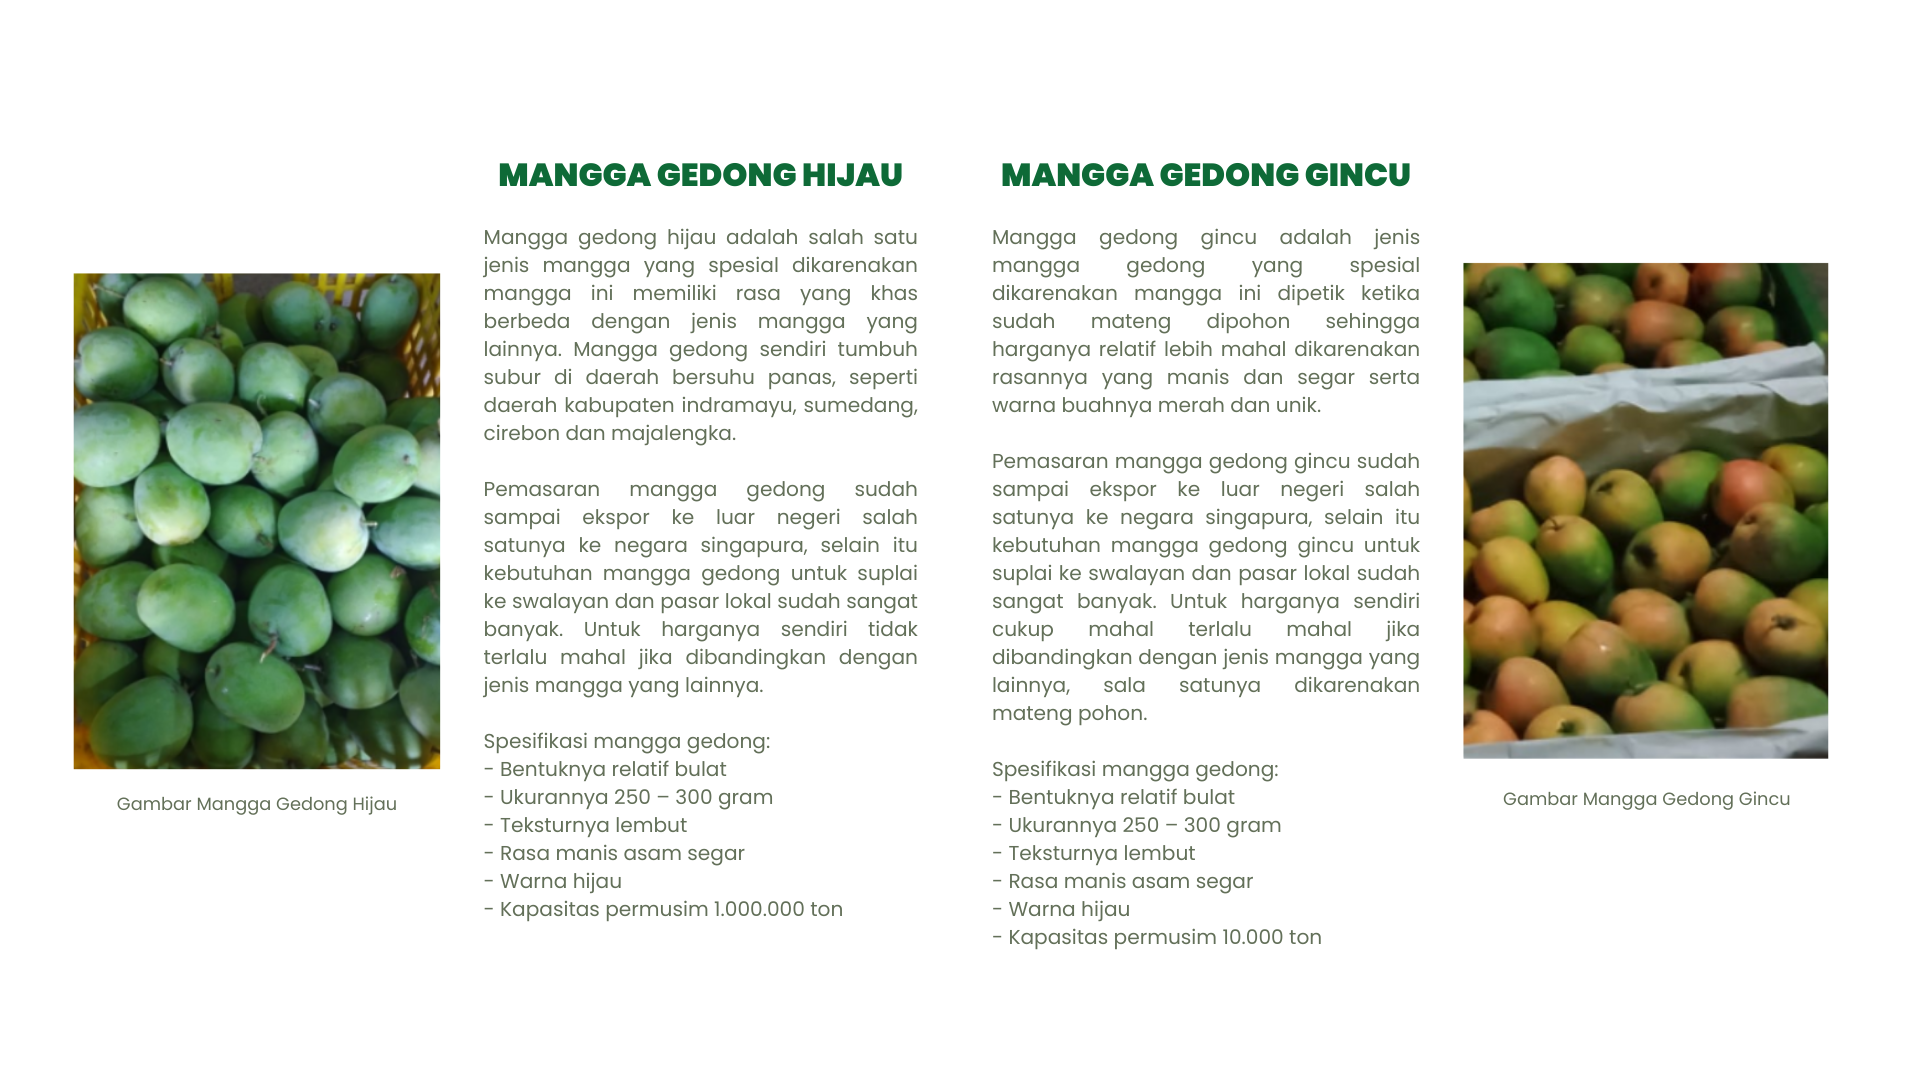 MANGGA GEDONG HIJAU
Mangga gedong hijau adalah salah satu
jenis mangga yang spesial dikarenakan
mangga ini memiliki rasa yang khas
berbeda dengan jenis mangga yang
lainnya. Mangga gedong sendiri tumbuh
subur di daerah bersuhu panas, seperti
daerah kabupaten indramayu, sumedang,
cirebon dan majalengka.
Pemasaran mangga gedong sudah
sampai ekspor ke luar negeri salah
satunya ke negara singapura, selain itu
kebutuhan mangga gedong untuk suplai
ke swalayan dan pasar lokal sudah sangat
banyak. Untuk harganya sendiri tidak
terlalu mahal jika dibandingkan dengan
jenis mangga yang lainnya.
Spesifikasi mangga gedong:
- Bentuknya relatif bulat
- Ukurannya 250 – 300 gram
- Teksturnya lembut
- Rasa manis asam segar
- Warna hijau
- Kapasitas permusim 1.000.000 ton
Gambar Mangga Gedong Hijau
MANGGA GEDONG GINCU
Mangga gedong gincu adalah jenis
mangga gedong yang spesial
dikarenakan mangga ini dipetik ketika
sudah mateng dipohon sehingga
harganya relatif lebih mahal dikarenakan
rasannya yang manis dan segar serta
warna buahnya merah dan unik.
Pemasaran mangga gedong gincu sudah
sampai ekspor ke luar negeri salah
satunya ke negara singapura, selain itu
kebutuhan mangga gedong gincu untuk
suplai ke swalayan dan pasar lokal sudah
sangat banyak. Untuk harganya sendiri
cukup mahal terlalu mahal jika
dibandingkan dengan jenis mangga yang
lainnya, sala satunya dikarenakan
mateng pohon.
Spesifikasi mangga gedong:
- Bentuknya relatif bulat
- Ukurannya 250 – 300 gram
- Teksturnya lembut
- Rasa manis asam segar
- Warna hijau
- Kapasitas permusim 10.000 ton
Gambar Mangga Gedong Gincu